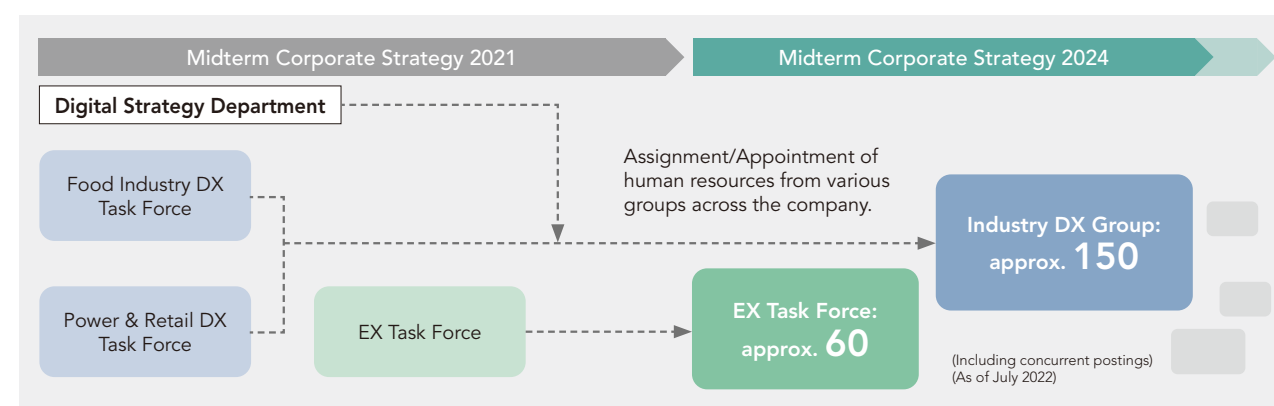 Midterm Corporate Strategy 2021
Midterm Corporate Strategy 2024
Digital Strategy Department
Food Industry DX
Task Force
Assignment/Appointment of
human resources from various
groups across the company.
Industry DX Group:
approx. 150
Power & Retail DX
Task Force
EX Task Force
EX Task Force:
approx. 60
(Including concurrent postings)
(As of July 2022)